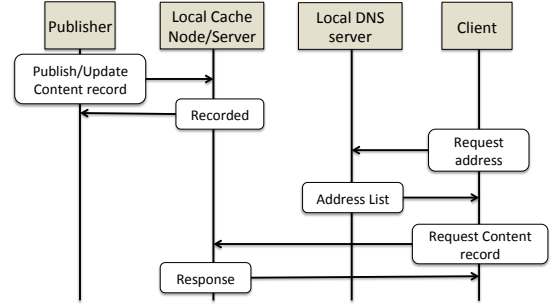 Publisher
Local Cache
Node/Server
Local DNS
server
Client
Publish/Update
Content record
Recorded
Request
address
Address List
Request Content
record
Response